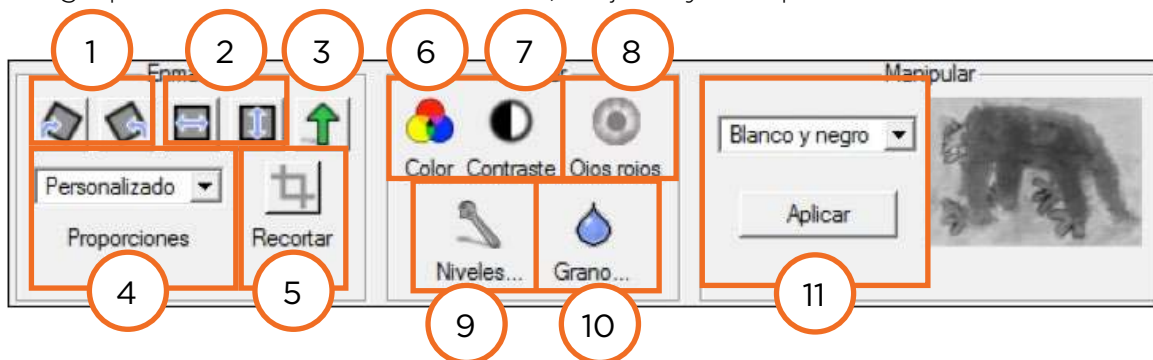 1 2 3 6 7 8
Manipular
Color Contraste Ojos rojos
Blanco y negro
Personalizado
Proporciones
Recortar
Aplicar
Niveles... Grano...
4 5 9 10 11